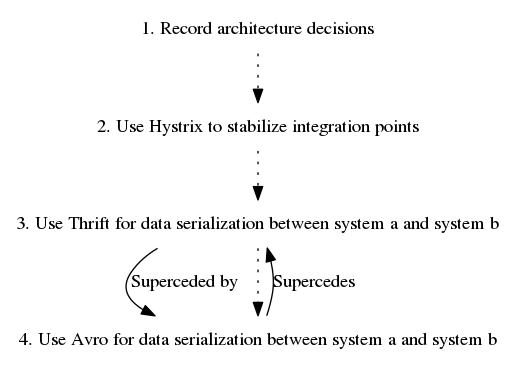 1. Record architecture decisions
2. Use Hystrix to stabilize integration points
3. Use Thrift for data serialization between system a and system b
Superceded by
Supercedes
4. Use Avro for data serialization between system a and system b